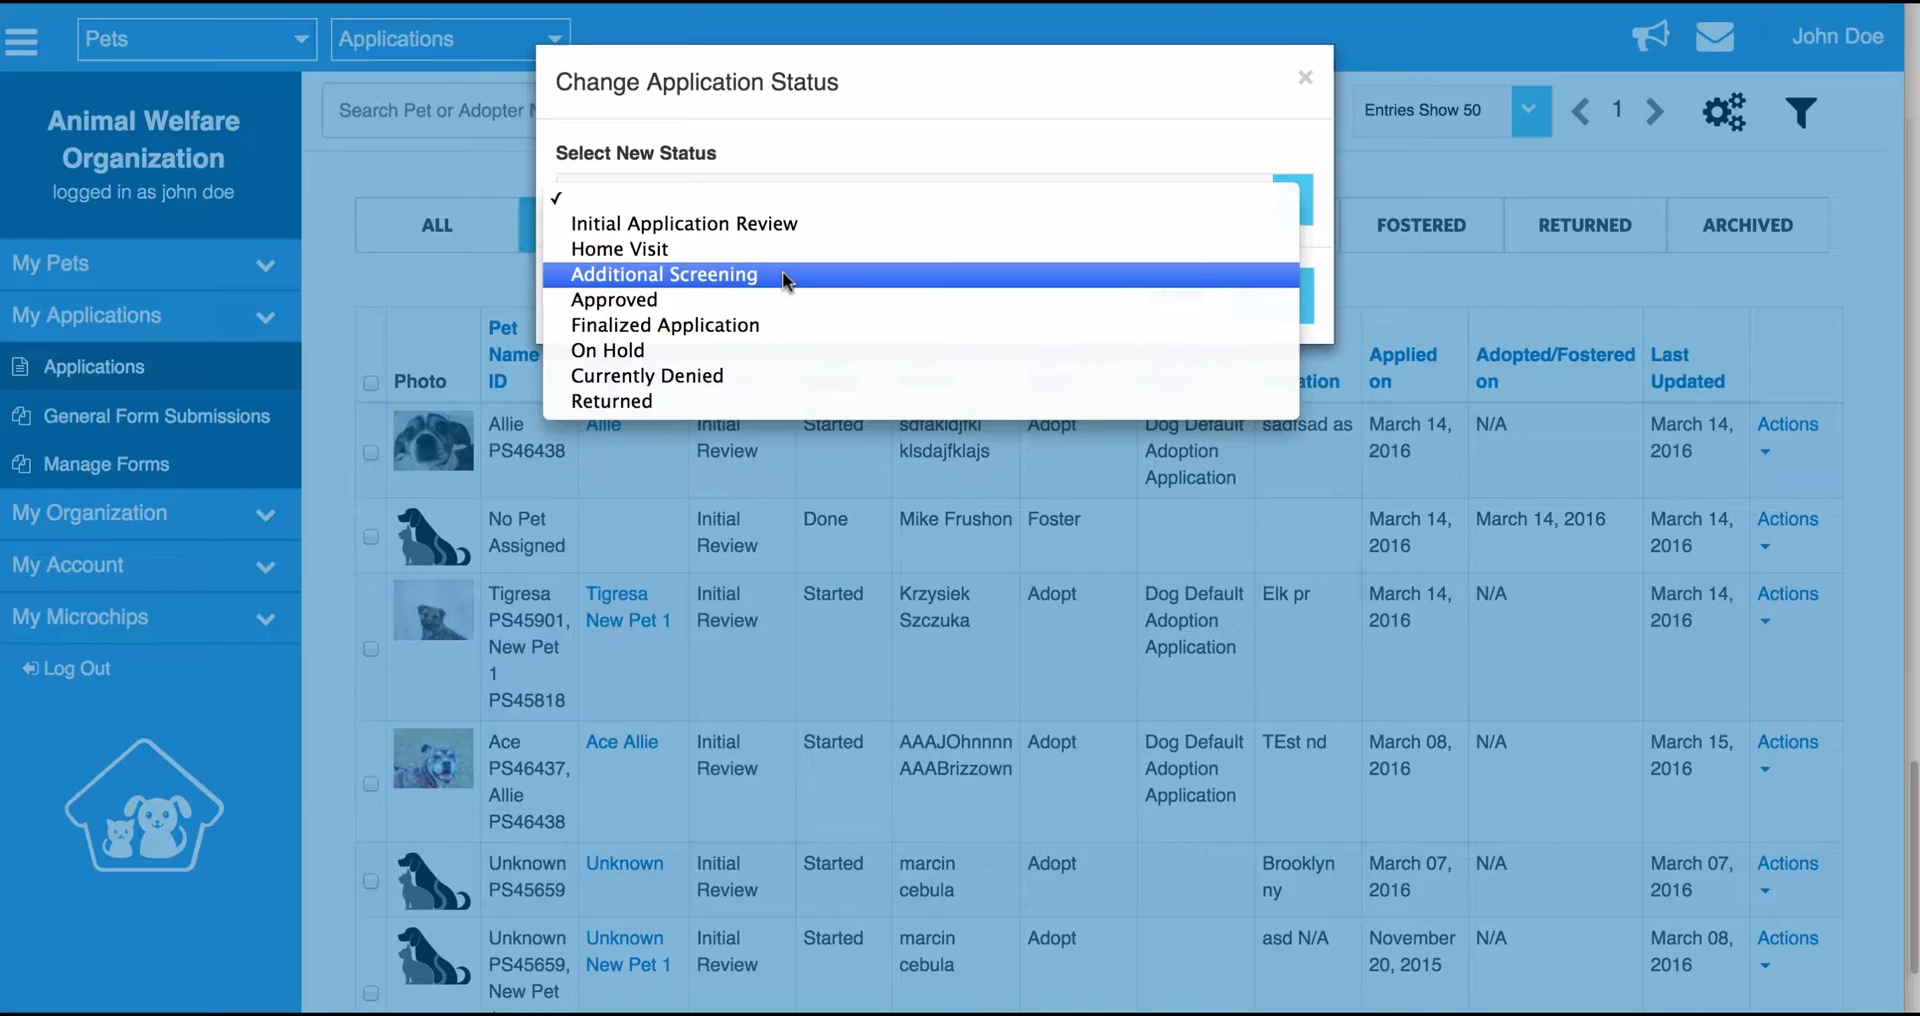 Pets
Applications
John Doe
Animal Welfare
Organization
logged in as john doe
My Pets
My Applications
Applications
General Form Submissions
Manage Forms
My Organization
My Account
My Microchips
Log Out
Search Pet or Adopter N
Change Application Status
×
Select New Status
✓
Initial Application Review
Home Visit
Additional Screening
Approved
Finalized Application
On Hold
Currently Denied
Returned
Entries Show 50
1
ALL
FOSTERED
RETURNED
ARCHIVED
Photo
Pet
Name
ID
Applied
on
Adopted/Fostered
on
Last
Updated
Allie
PS46438
Allie
Initial
Review
Started
klsdajfklajs
Adopt
Dog Default
Adoption
Application
sadfsad as
March 14,
2016
N/A
March 14,
2016
Actions
No Pet
Assigned
Initial
Review
Done
Mike Frushon
Foster
March 14,
2016
March 14, 2016
March 14,
2016
Actions
Tigresa
PS45901,
New Pet
1
PS45818
Tigresa
New Pet 1
Initial
Review
Started
Krzysiek
Szczuka
Adopt
Dog Default
Adoption
Application
Elk pr
March 14,
2016
N/A
March 14,
2016
Actions
Ace
PS46437,
Allie
PS46438
Ace Allie
Initial
Review
Started
AAAJOhnnnn
AAABrizzown
Adopt
Dog Default
Adoption
Application
TEst nd
March 08,
2016
N/A
March 15,
2016
Actions
Unknown
PS45659
Unknown
Initial
Review
Started
marcin
cebula
Adopt
Brooklyn
ny
March 07,
2016
N/A
March 07,
2016
Actions
Unknown
PS45659,
New Pet
Unknown
New Pet 1
Initial
Review
Started
marcin
cebula
Adopt
asd N/A
November
20, 2015
N/A
March 08,
2016
Actions